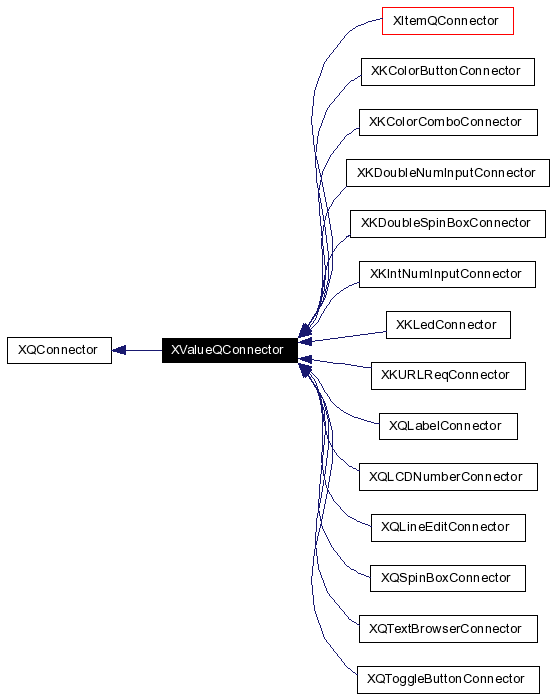 XItemQConnector
XKColorButtonConnector
XKColorComboConnector
XKDoubleNumInputConnector
XKDoubleSpinBoxConnector
XKIntNumInputConnector
XKLedConnector
XQConnector
XValueQConnector
XKURLReqConnector
XQLabelConnector
XQLCDNumberConnector
XQLineEditConnector
XQSpinBoxConnector
XQTextBrowserConnector
XQToggleButtonConnector